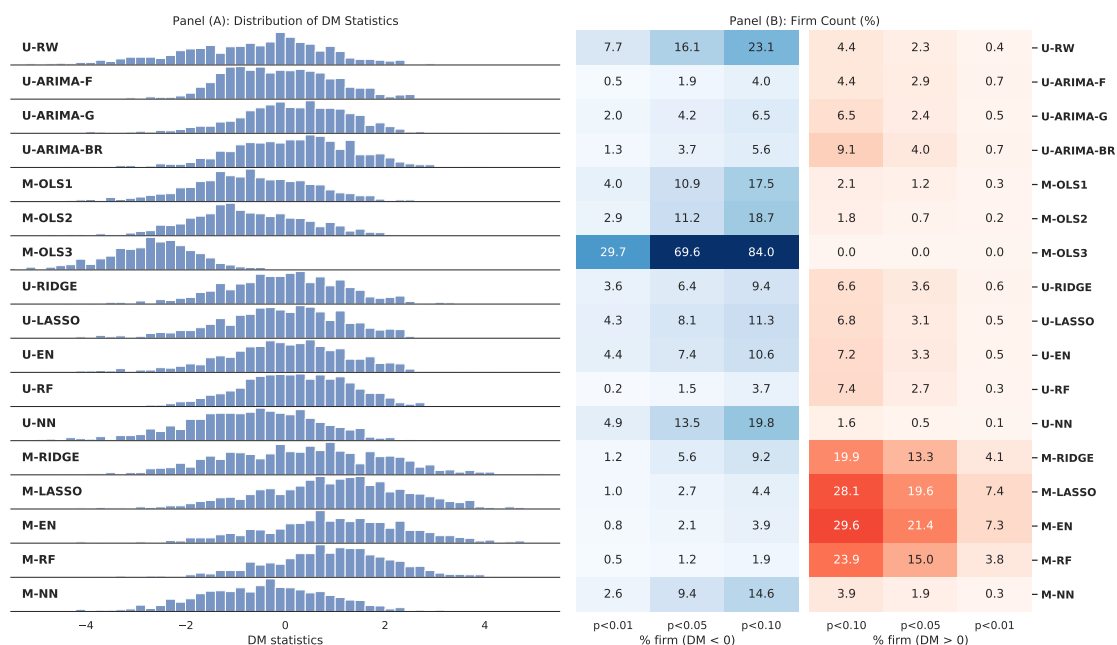 Panel (A): Distribution of DM Statistics
Panel (B): Firm Count (%)
U-RW 7.7 16.1 23.1 4.4 2.3 0.4 U-RW
U-ARIMA-F 0.5 1.9 4.0 4.4 2.9 0.7 U-ARIMA-F
U-ARIMA-G 2.0 4.2 6.5 6.5 2.4 0.5 U-ARIMA-G
U-ARIMA-BR 1.3 3.7 5.6 9.1 4.0 0.7 U-ARIMA-BR
M-OLS1 4.0 10.9 17.5 2.1 1.2 0.3 M-OLS1
M-OLS2 2.9 11.2 18.7 1.8 0.7 0.2 M-OLS2
M-OLS3 29.7 69.6 84.0 0.0 0.0 0.0 M-OLS3
U-RIDGE 3.6 6.4 9.4 6.6 3.6 0.6 U-RIDGE
U-LASSO 4.3 8.1 11.3 6.8 3.1 0.5 U-LASSO
U-EN 4.4 7.4 10.6 7.2 3.3 0.5 U-EN
U-RF 0.2 1.5 3.7 7.4 2.7 0.3 U-RF
U-NN 4.9 13.5 19.8 1.6 0.5 0.1 U-NN
M-RIDGE 1.2 5.6 9.2 19.9 13.3 4.1 M-RIDGE
M-LASSO 1.0 2.7 4.4 28.1 19.6 7.4 M-LASSO
M-EN 0.8 2.1 3.9 29.6 21.4 7.3 M-EN
M-RF 0.5 1.2 1.9 23.9 15.0 3.8 M-RF
M-NN 2.6 9.4 14.6 3.9 1.9 0.3 M-NN
−4 −2 0 2 4 p<0.01 p<0.05 p<0.10 p<0.10 p<0.05 p<0.01
DM statistics % firm (DM < 0) % firm (DM > 0)